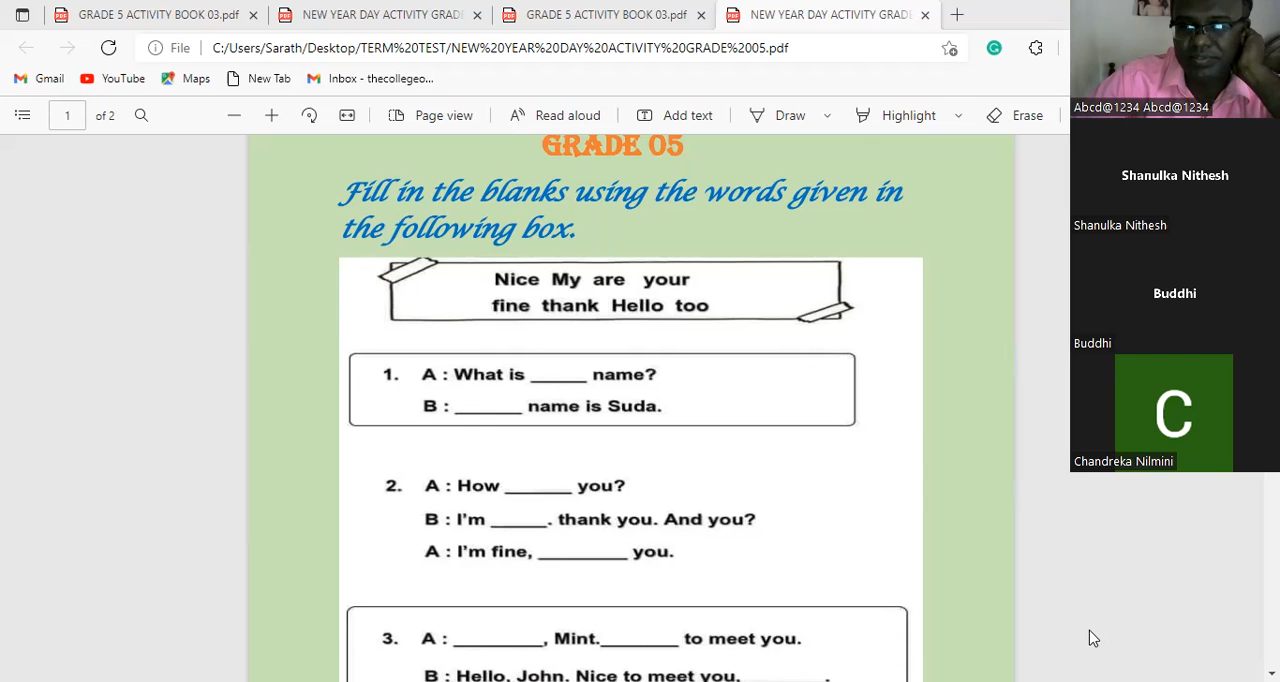 GRADE 5 ACTIVITY BOOK 03.pdf
NEW YEAR DAY ACTIVITY GRADE
GRADE 5 ACTIVITY BOOK 03.pdf
NEW YEAR DAY ACTIVITY GRADE
File C:/Users/Sarath/Desktop/TERM%20TEST/NEW%20YEAR%20DAY%20ACTIVITY%20GRADE%2005.pdf
Gmail YouTube Maps New Tab Inbox - thecollegeo...
1 of 2 Page view Read aloud Add text Draw Highlight Erase
GRADE 05
Fill in the blanks using the words given in
the following box.
Nice My are your
fine thank Hello too
1. A : What is ______ name?
B : _______ name is Suda.
2. A : How _______ you?
B : I'm ______. thank you. And you?
A : I'm fine, _________ you.
3. A : _________, Mint.________ to meet you.
B : Hello, John. Nice to meet you,________.
Abcd@1234 Abcd@1234
Shanulka Nithesh
Shanulka Nithesh
Buddhi
Buddhi
C
Chandreka Nilmini